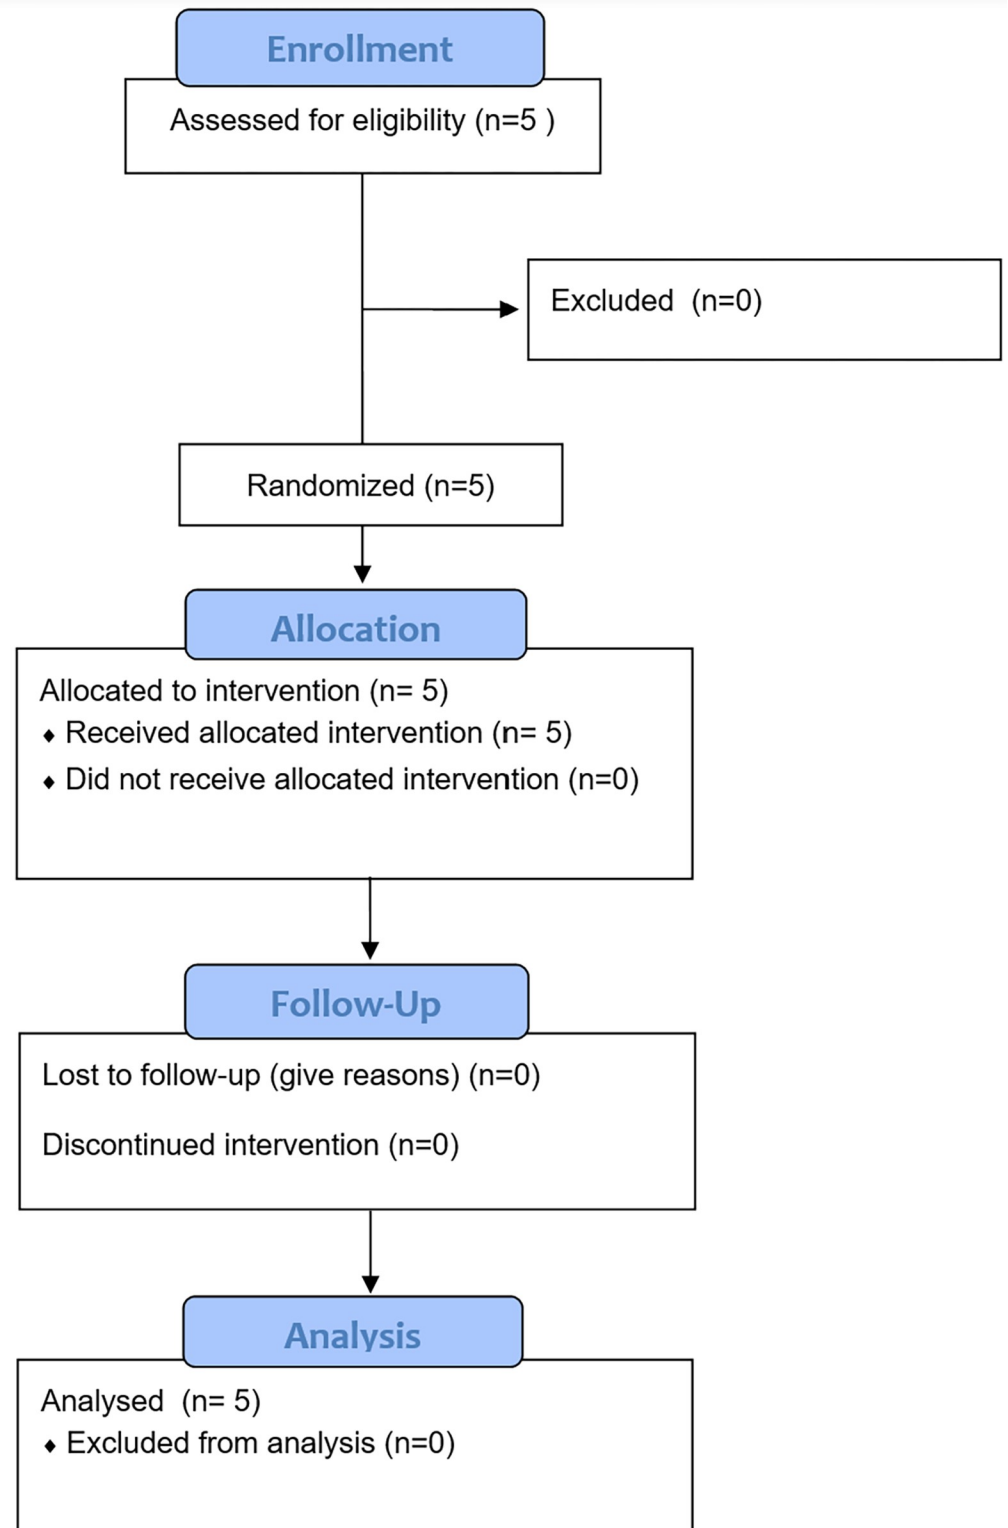 Enrollment
Assessed for eligibility (n=5 )
Excluded  (n=0)
Randomized (n=5)
Allocation
Allocated to intervention (n= 5)
♦ Received allocated intervention (n= 5)
♦ Did not receive allocated intervention (n=0)
Follow-Up
Lost to follow-up (give reasons) (n=0)
Discontinued intervention (n=0)
Analysis
Analysed  (n= 5)
♦ Excluded from analysis (n=0)